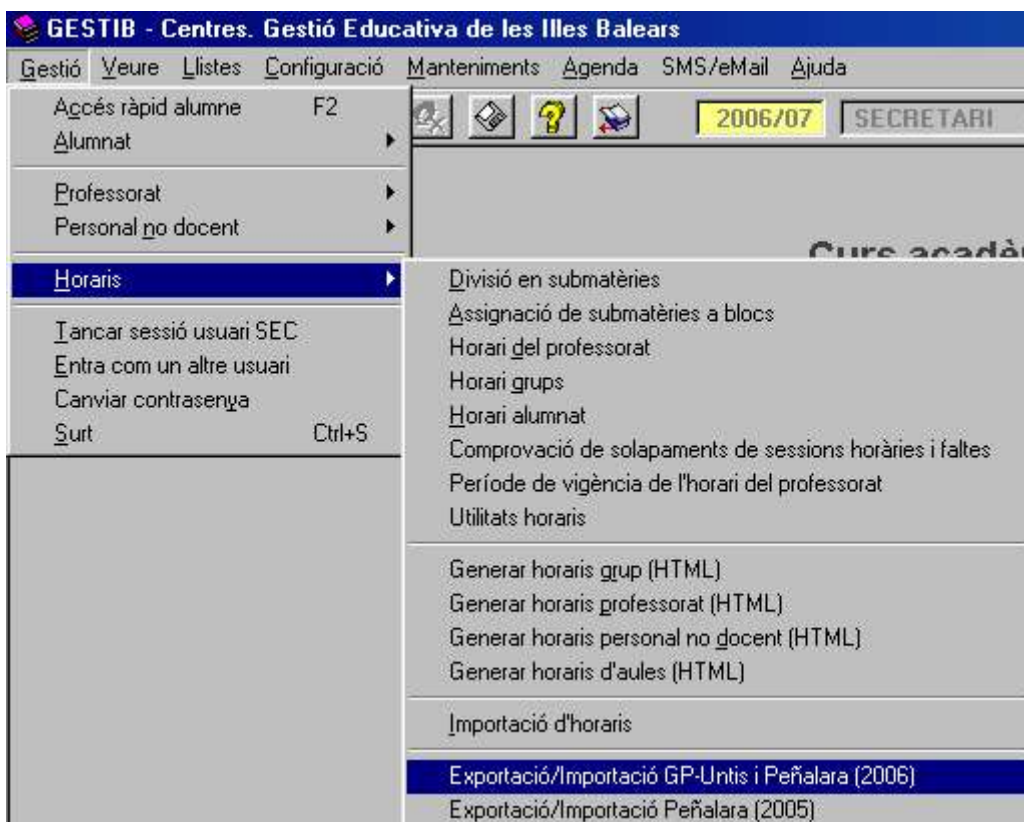 GESTIB - Centres. Gestió Educativa de les Illes Balears
Gestió Veure Llistes Configuració Manteniments Agenda SMS/eMail Ajuda
Accés ràpid alumne F2
2006/07 SECRETARI
Alumnat
Professorat
Personal no docent
Curs acadè
Horaris
Divisió en submatèries
Assignació de submatèries a blocs
Tancar sessió usuari SEC
Horari del professorat
Entra com un altre usuari
Horari grups
Canviar contrasenya
Horari alumnat
Surt Ctrl+S
Comprovació de solapaments de sessions horàries i faltes
Període de vigència de l'horari del professorat
Utilitats horaris
Generar horaris grup (HTML)
Generar horaris professorat (HTML)
Generar horaris personal no docent (HTML)
Generar horaris d'aules (HTML)
Importació d'horaris
Exportació/Importació GP-Untis i Peñalara (2006)
Exportació/Importació Peñalara (2005)